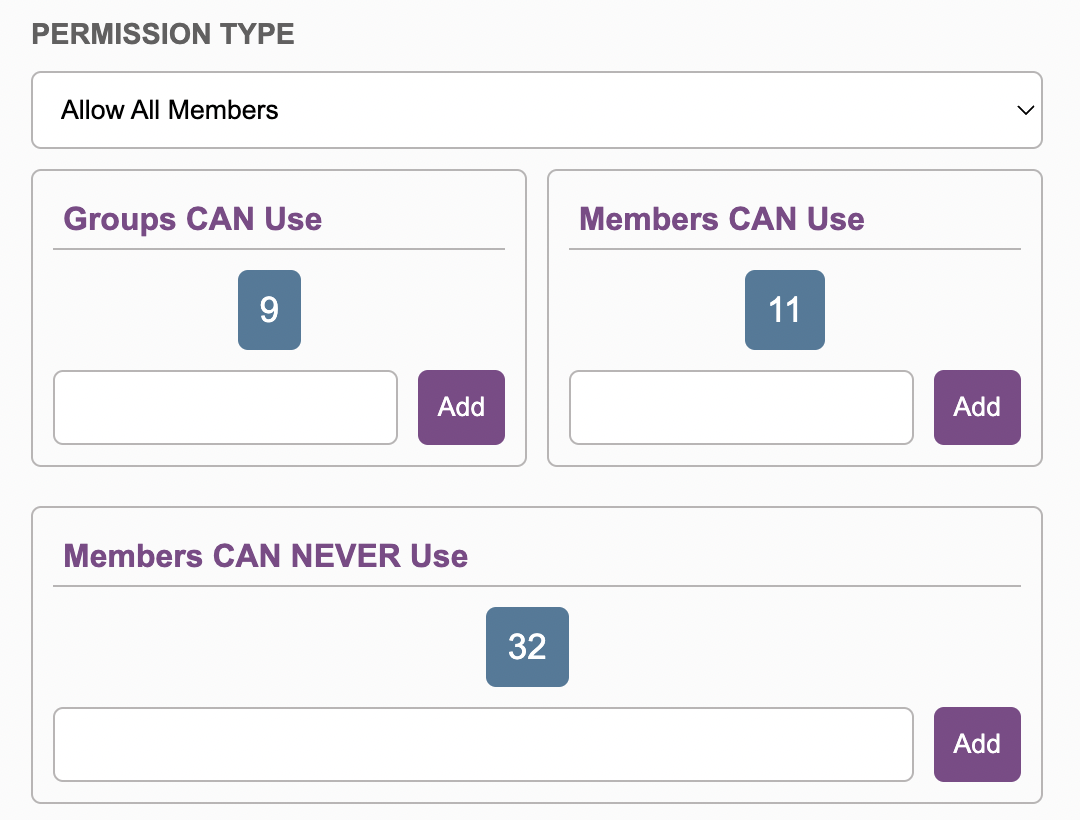 PERMISSION TYPE
Allow All Members
Groups CAN Use
9
Add
Members CAN Use
11
Add
Members CAN NEVER Use
32
Add